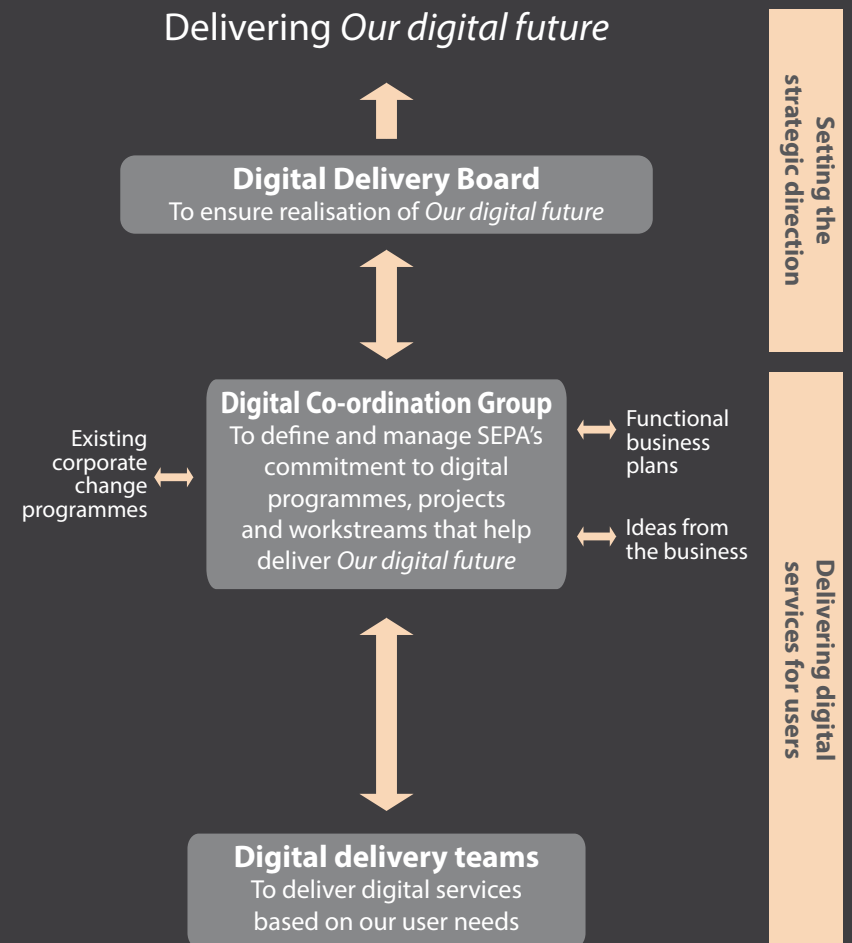 Delivering Our digital future
Setting the
strategic direction
Digital Delivery Board
To ensure realisation of Our digital future
Digital Co-ordination Group
To define and manage SEPA’s
commitment to digital
programmes, projects
and workstreams that help
deliver Our digital future
Existing
corporate
change
programmes
Functional
business
plans
Ideas from
the business
Delivering digital
services for users
Digital delivery teams
To deliver digital services
based on our user needs